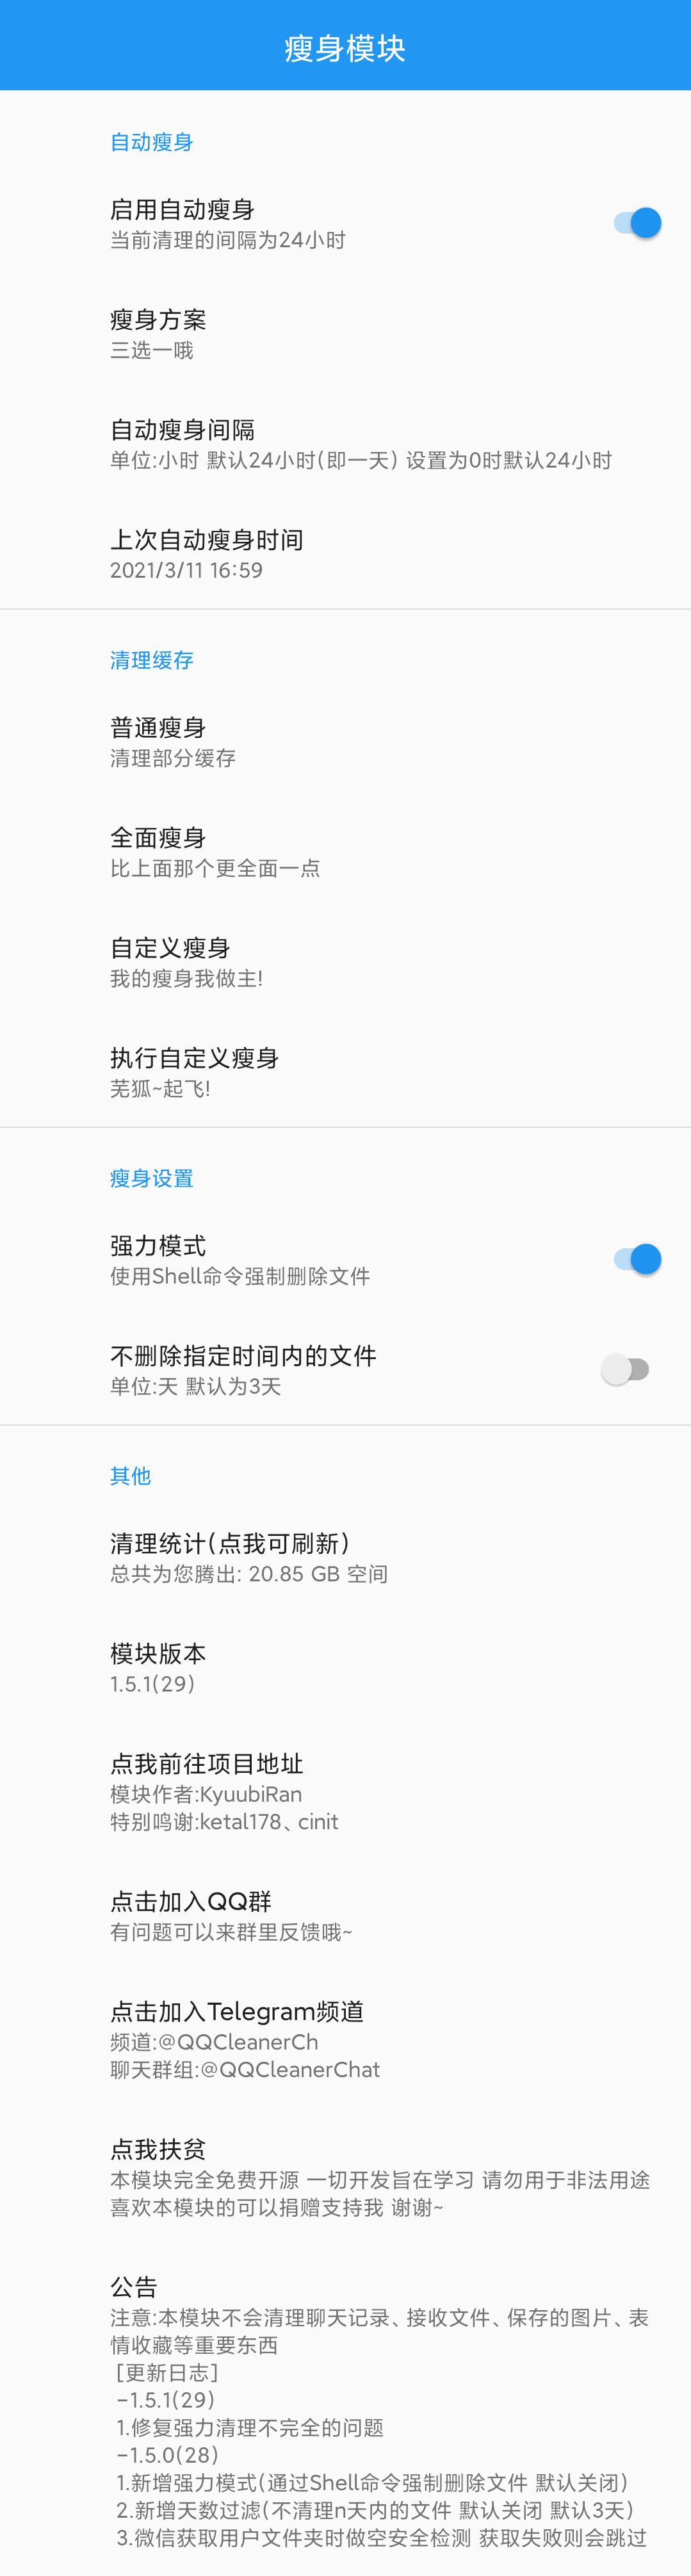 瘦身模块
自动瘦身
启用自动瘦身
当前清理的间隔为24小时
瘦身方案
三选一哦
自动瘦身间隔
单位:小时 默认24小时(即一天) 设置为0时默认24小时
上次自动瘦身时间
2021/3/11 16:59
清理缓存
普通瘦身
清理部分缓存
全面瘦身
比上面那个更全面一点
自定义瘦身
我的瘦身我做主!
执行自定义瘦身
芜狐~起飞!
瘦身设置
强力模式
使用Shell命令强制删除文件
不删除指定时间内的文件
单位:天 默认为3天
其他
清理统计(点我可刷新)
总共为您腾出: 20.85 GB 空间
模块版本
1.5.1(29)
点我前往项目地址
模块作者:KyuubiRan
特别鸣谢:ketal178、cinit
点击加入QQ群
有问题可以来群里反馈哦~
点击加入Telegram频道
频道:@QQCleanerCh
聊天群组:@QQCleanerChat
点我扶贫
本模块完全免费开源 一切开发旨在学习 请勿用于非法用途
喜欢本模块的可以捐赠支持我 谢谢~
公告
注意:本模块不会清理聊天记录、接收文件、保存的图片、表
情收藏等重要东西
[更新日志]
-1.5.1(29)
1.修复强力清理不完全的问题
-1.5.0(28)
1.新增强力模式(通过Shell命令强制删除文件 默认关闭)
2.新增天数过滤(不清理n天内的文件 默认关闭 默认3天)
3.微信获取用户文件夹时做空安全检测 获取失败则会跳过